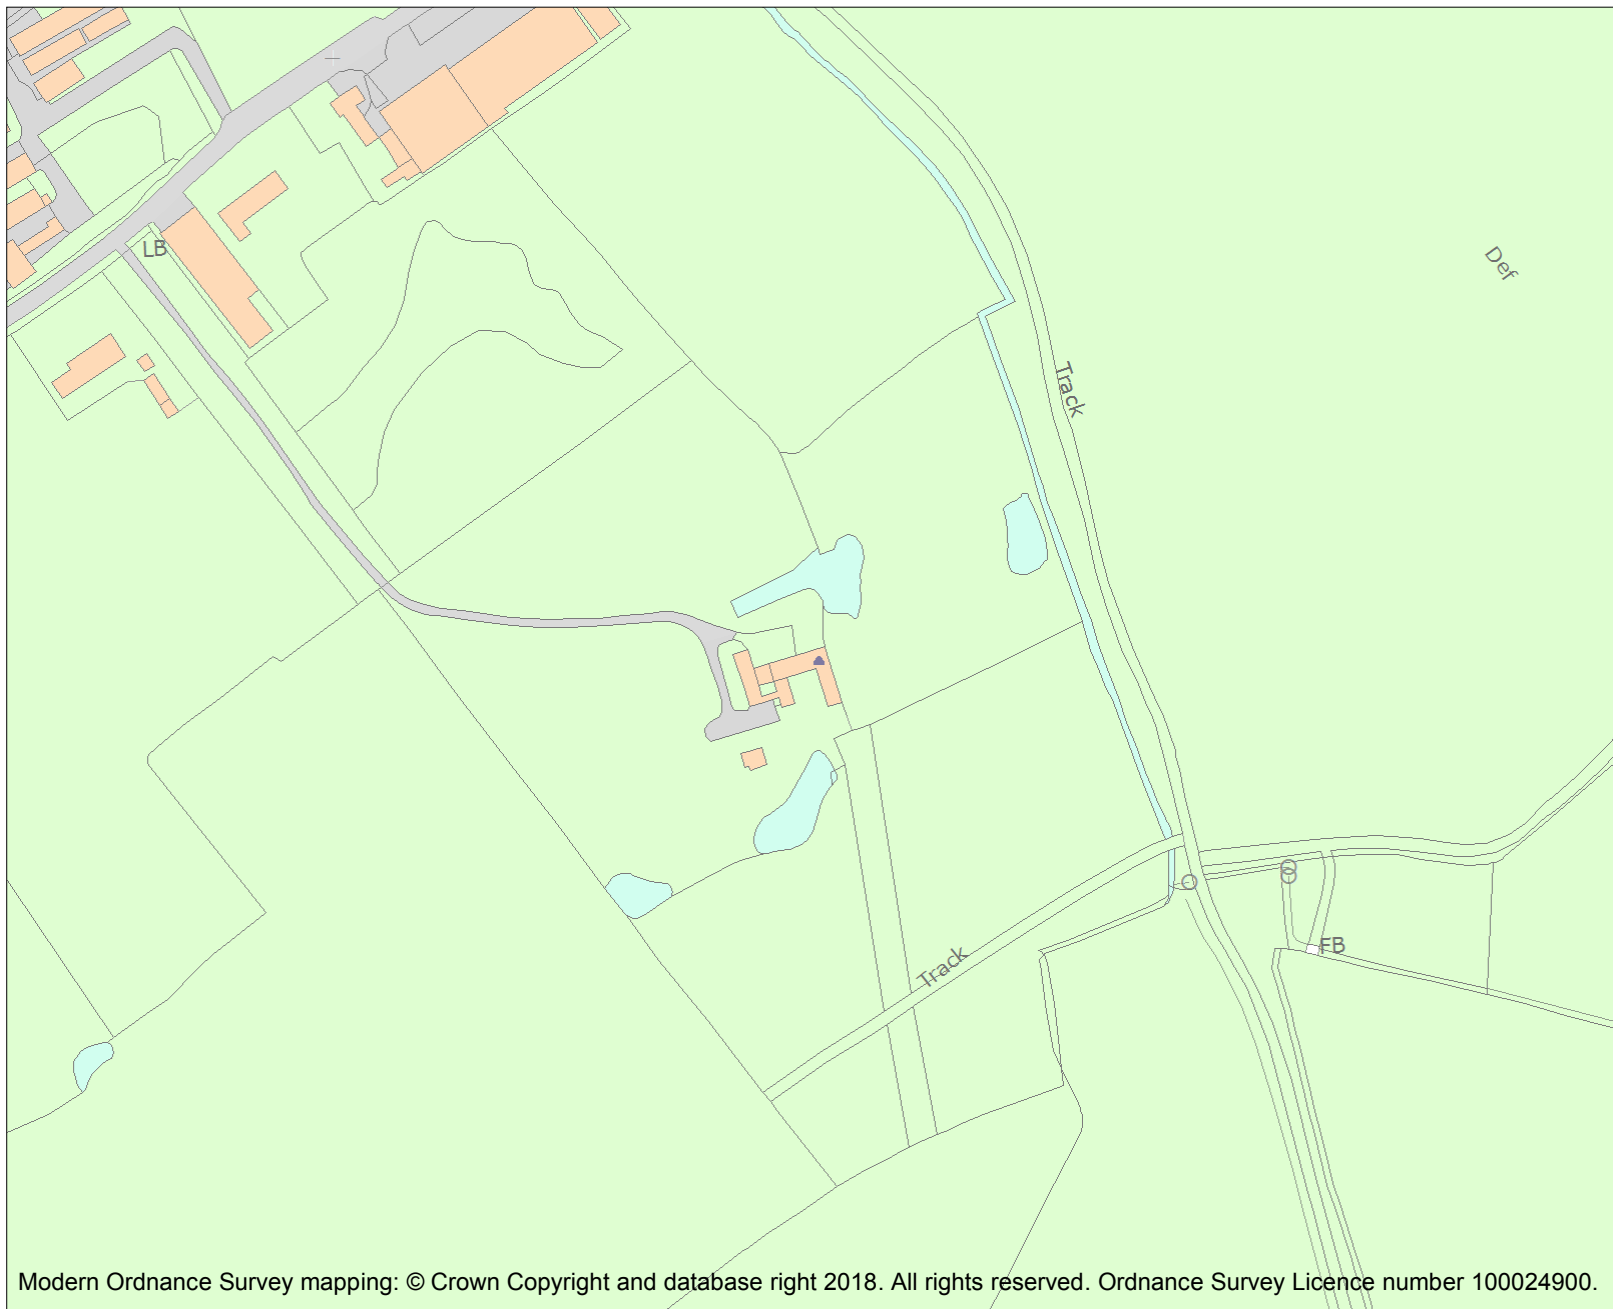 LB
Def
Track
FB
Track
Modern Ordnance Survey mapping: © Crown Copyright and database right 2018. All rights reserved. Ordnance Survey Licence number 100024900.